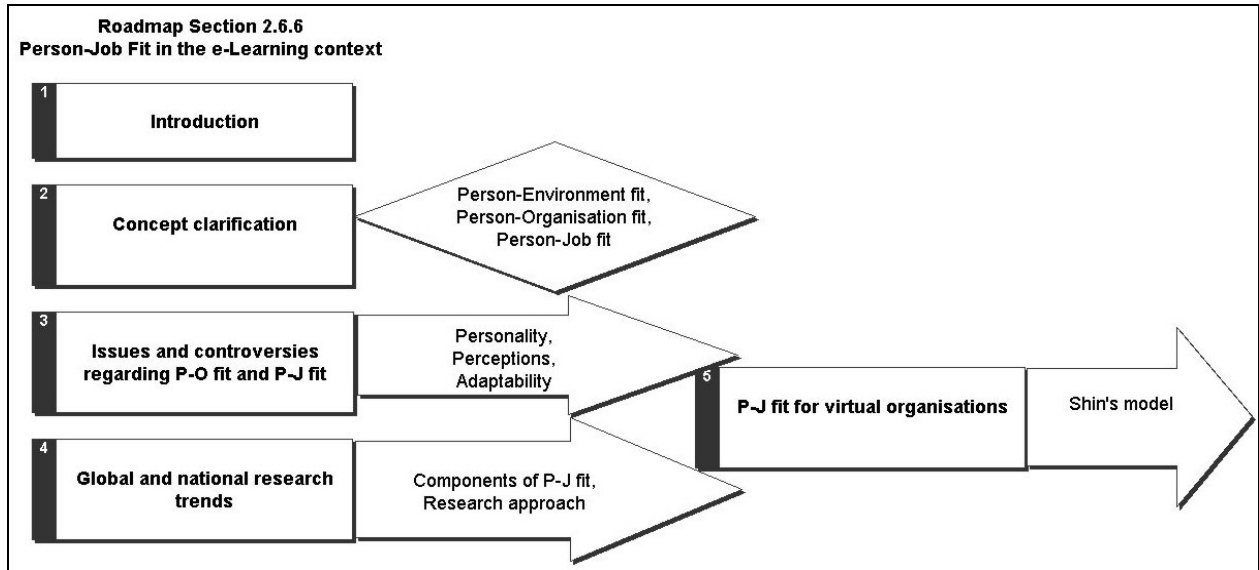 Roadmap Section 2.6.6
Person-Job Fit in the e-Learning context
1
Introduction
2
Concept clarification
Person-Environment fit,
Person-Organisation fit,
Person-Job fit
3
Issues and controversies
regarding P-O fit and P-J fit
Personality,
Perceptions,
Adaptability
4
Global and national research
trends
Components of P-J fit,
Research approach
5
P-J fit for virtual organisations
Shin's model